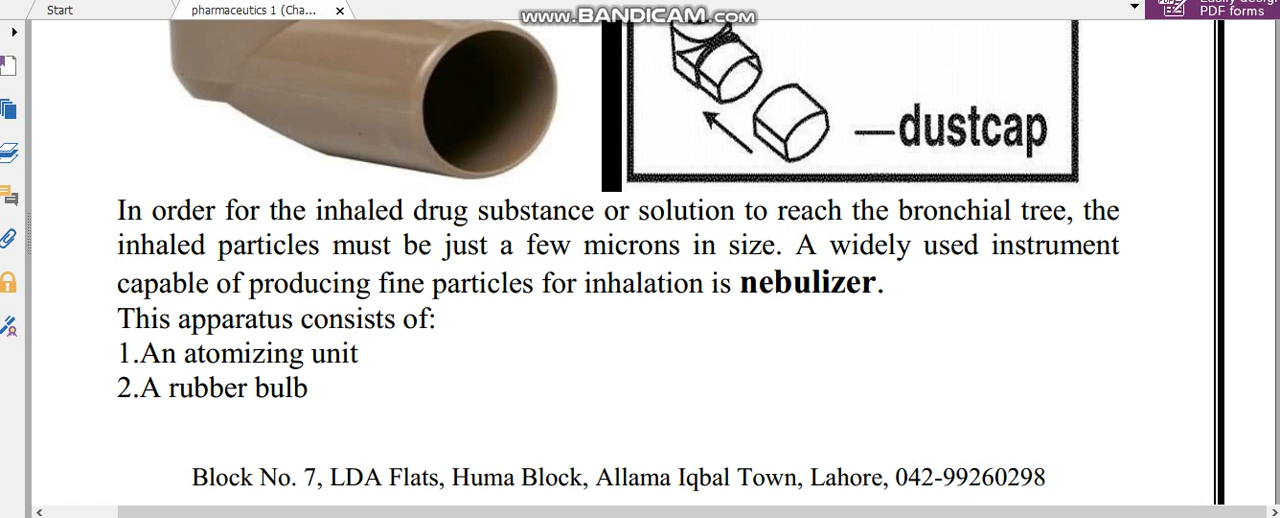 Start
pharmaceutics 1 (Cha...
www.BANDICAM.com
PDF forms
dustcap
In order for the inhaled drug substance or solution to reach the bronchial tree, the
inhaled particles must be just a few microns in size. A widely used instrument
capable of producing fine particles for inhalation is nebulizer.
This apparatus consists of:
1.An atomizing unit
2.A rubber bulb
Block No. 7, LDA Flats, Huma Block, Allama Iqbal Town, Lahore, 042-99260298